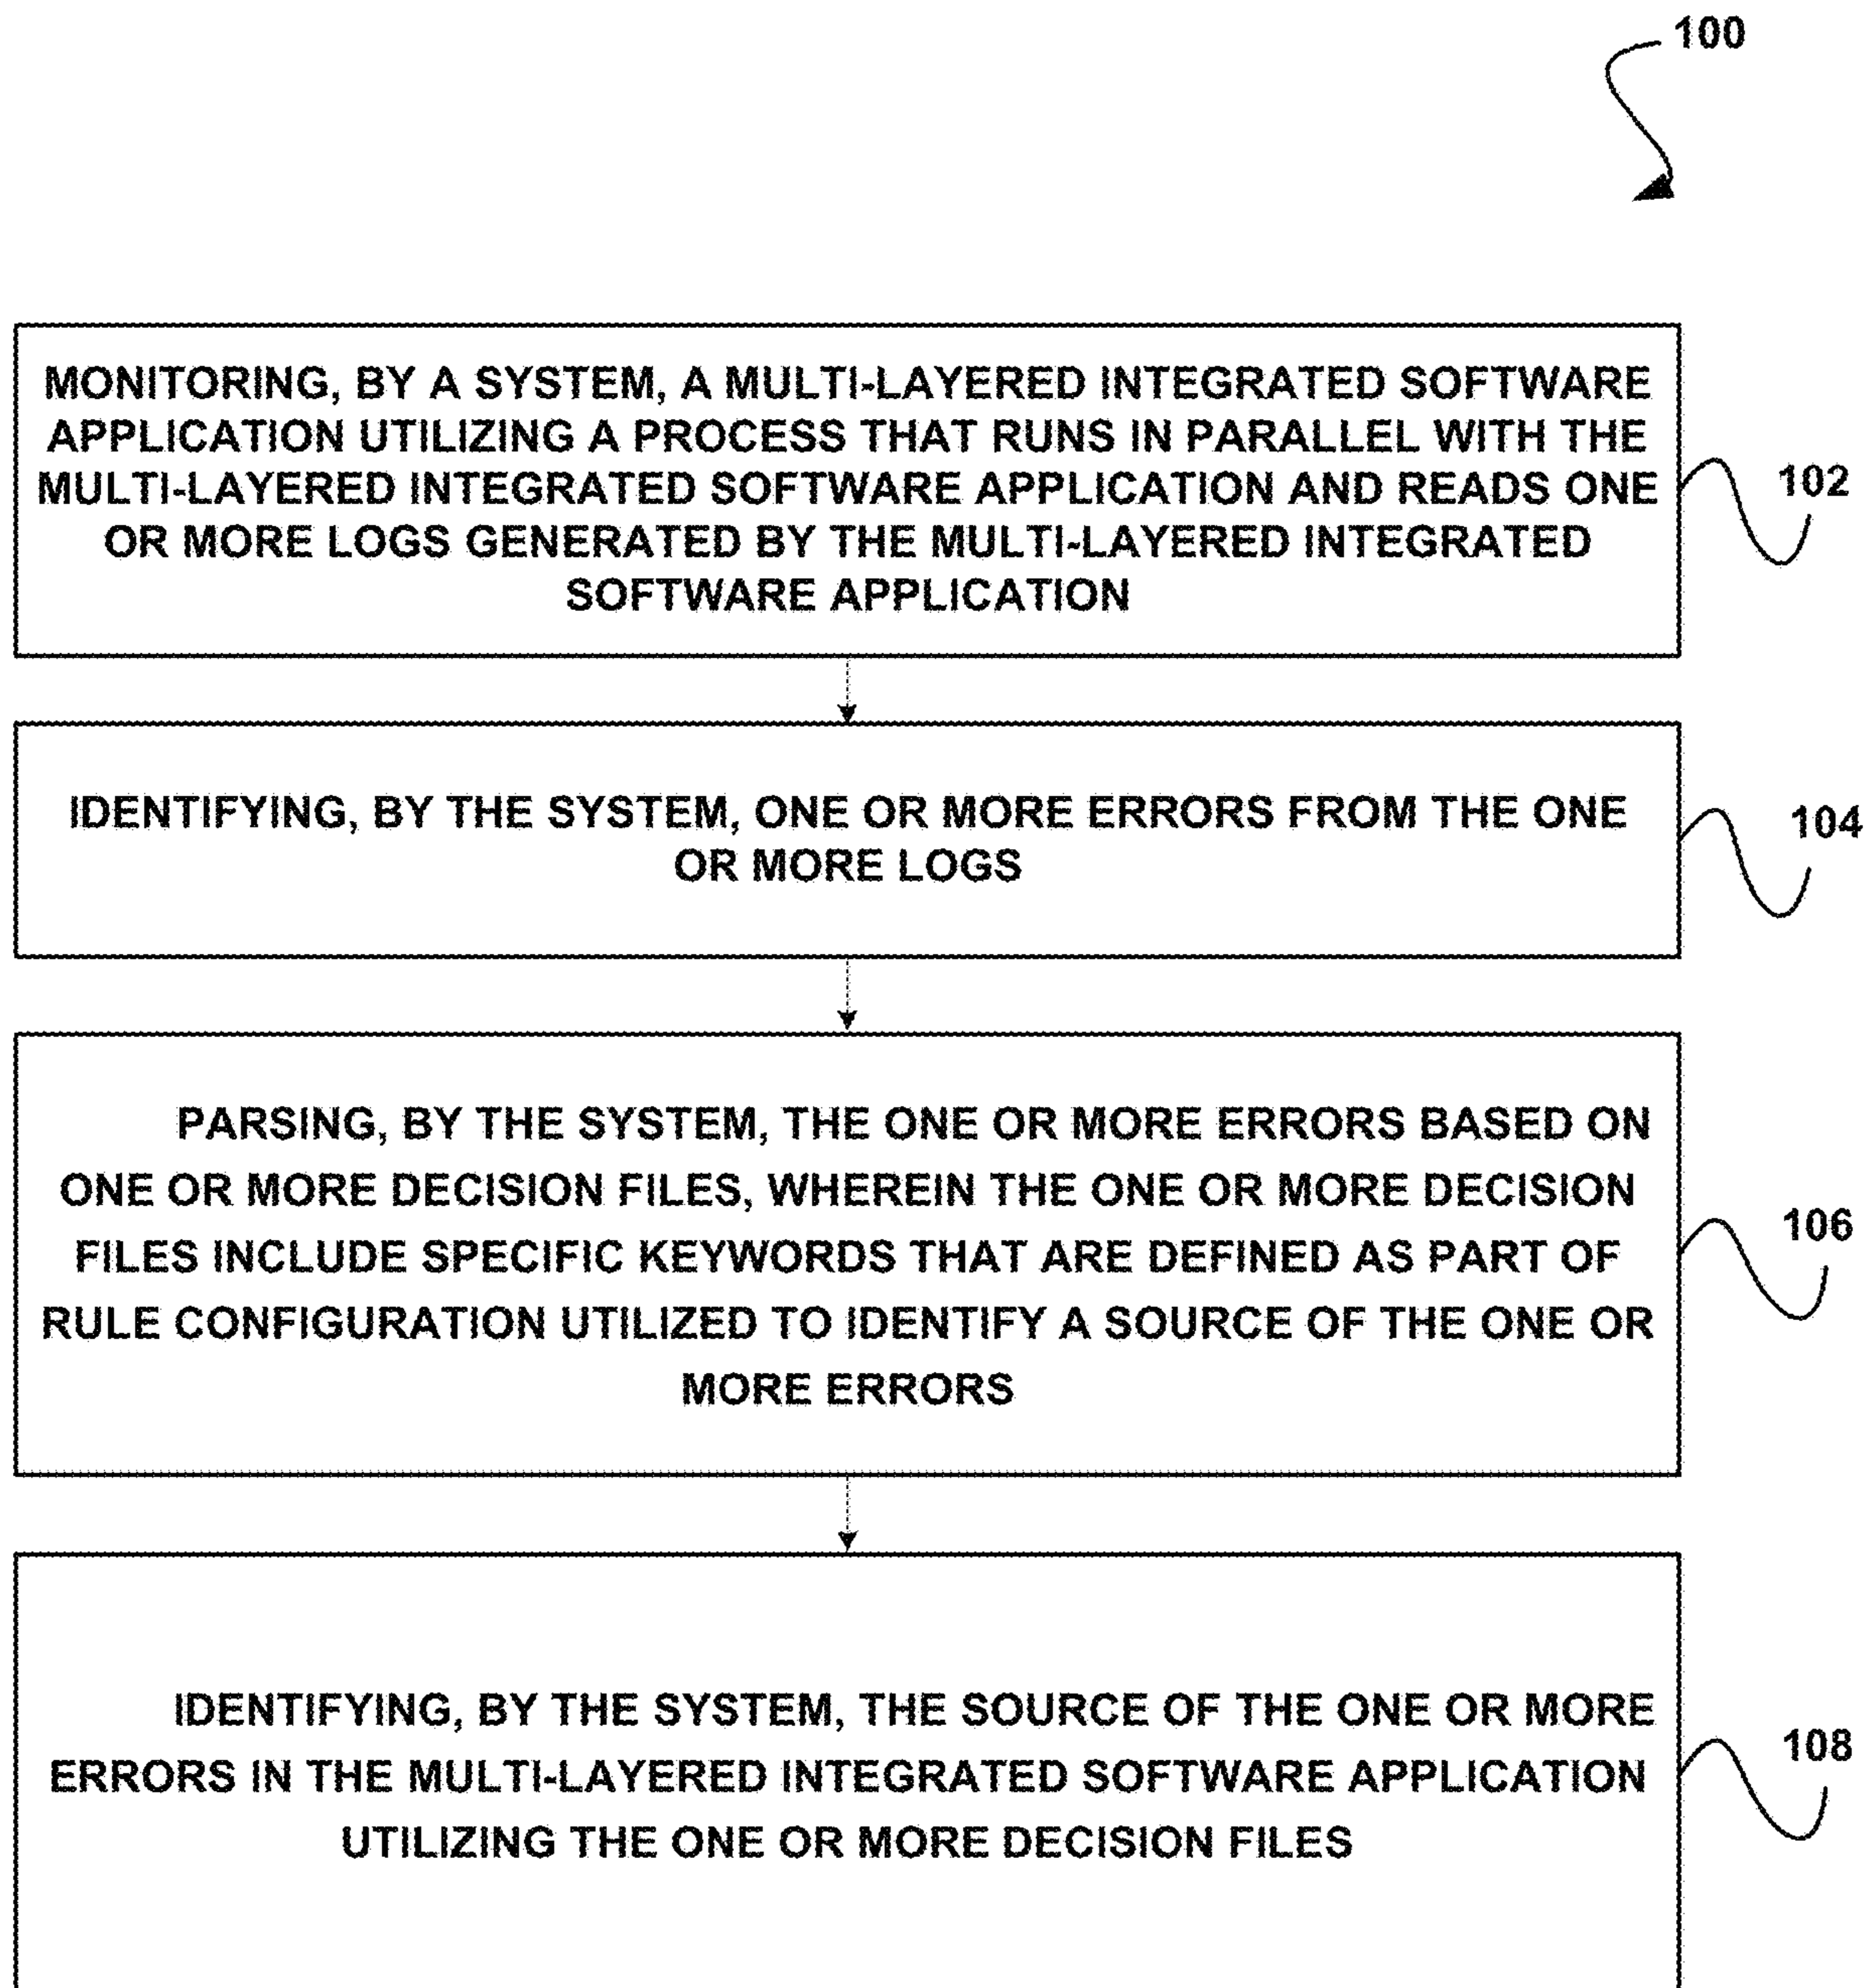 100
MONITORING, BY A SYSTEM, A MULTI-LAYERED INTEGRATED SOFTWARE
APPLICATION UTILIZING A PROCESS THAT RUNS IN PARALLEL WITH THE
MULTI-LAYERED INTEGRATED SOFTWARE APPLICATION AND READS ONE
OR MORE LOGS GENERATED BY THE MULTI-LAYERED INTEGRATED
SOFTWARE APPLICATION
102
IDENTIFYING, BY THE SYSTEM, ONE OR MORE ERRORS FROM THE ONE
OR MORE LOGS
104
PARSING, BY THE SYSTEM, THE ONE OR MORE ERRORS BASED ON
ONE OR MORE DECISION FILES, WHEREIN THE ONE OR MORE DECISION
FILES INCLUDE SPECIFIC KEYWORDS THAT ARE DEFINED AS PART OF
RULE CONFIGURATION UTILIZED TO IDENTIFY A SOURCE OF THE ONE OR
MORE ERRORS
106
IDENTIFYING, BY THE SYSTEM, THE SOURCE OF THE ONE OR MORE
ERRORS IN THE MULTI-LAYERED INTEGRATED SOFTWARE APPLICATION
UTILIZING THE ONE OR MORE DECISION FILES
108